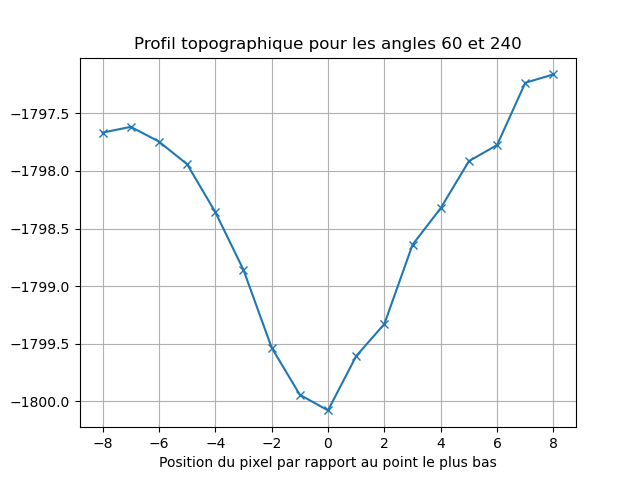 Profil topographique pour les angles 60 et 240
−1797.5
−1798.0
−1798.5
−1799.0
−1799.5
−1800.0
−8 −6 −4 −2 0 2 4 6 8
Position du pixel par rapport au point le plus bas